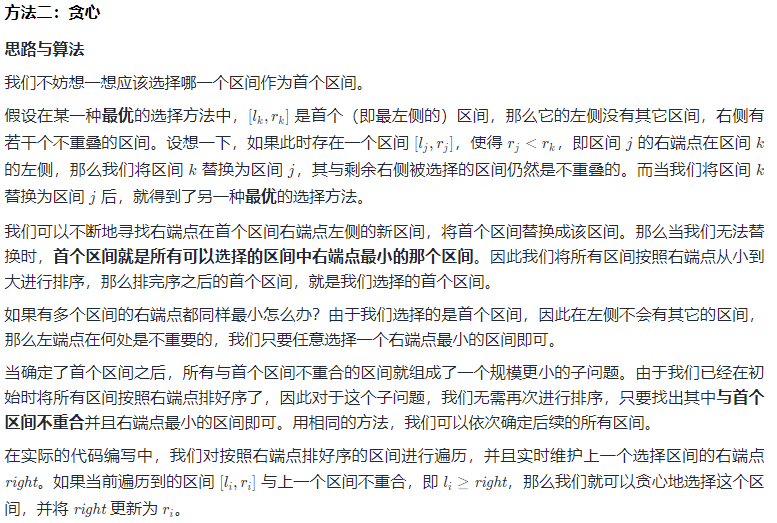 方法二：贪心
思路与算法
我们不妨想一想应该选择哪一个区间作为首个区间。
假设在某一种最优的选择方法中，[l_k, r_k] 是首个（即最左侧的）区间，那么它的左侧没有其它区间，右侧有
若干个不重叠的区间。设想一下，如果此时存在一个区间 [l_j, r_j]，使得 r_j < r_k，即区间 j 的右端点在区间 k
的左侧，那么我们将区间 k 替换为区间 j，其与剩余右侧被选择的区间仍然是不重叠的。而当我们将区间 k
替换为区间 j 后，就得到了另一种最优的选择方法。
我们可以不断地寻找右端点在首个区间右端点左侧的新区间，将首个区间替换成该区间。那么当我们无法替
换时，首个区间就是所有可以选择的区间中右端点最小的那个区间。因此我们将所有区间按照右端点从小到
大进行排序，那么排完序之后的首个区间，就是我们选择的首个区间。
如果有多个区间的右端点都同样最小怎么办？由于我们选择的是首个区间，因此在左侧不会有其它的区间，
那么左端点在何处是不重要的，我们只要任意选择一个右端点最小的区间即可。
当确定了首个区间之后，所有与首个区间不重合的区间就组成了一个规模更小的子问题。由于我们已经在初
始时将所有区间按照右端点排好序了，因此对于这个子问题，我们无需再次进行排序，只要找出其中与首个
区间不重合并且右端点最小的区间即可。用相同的方法，我们可以依次确定后续的所有区间。
在实际的代码编写中，我们对按照右端点排好序的区间进行遍历，并且实时维护上一个选择区间的右端点
right。如果当前遍历到的区间 [l_i, r_i] 与上一个区间不重合，即 l_i ≥ right，那么我们就可以贪心地选择这个区
间，并将 right 更新为 r_i。